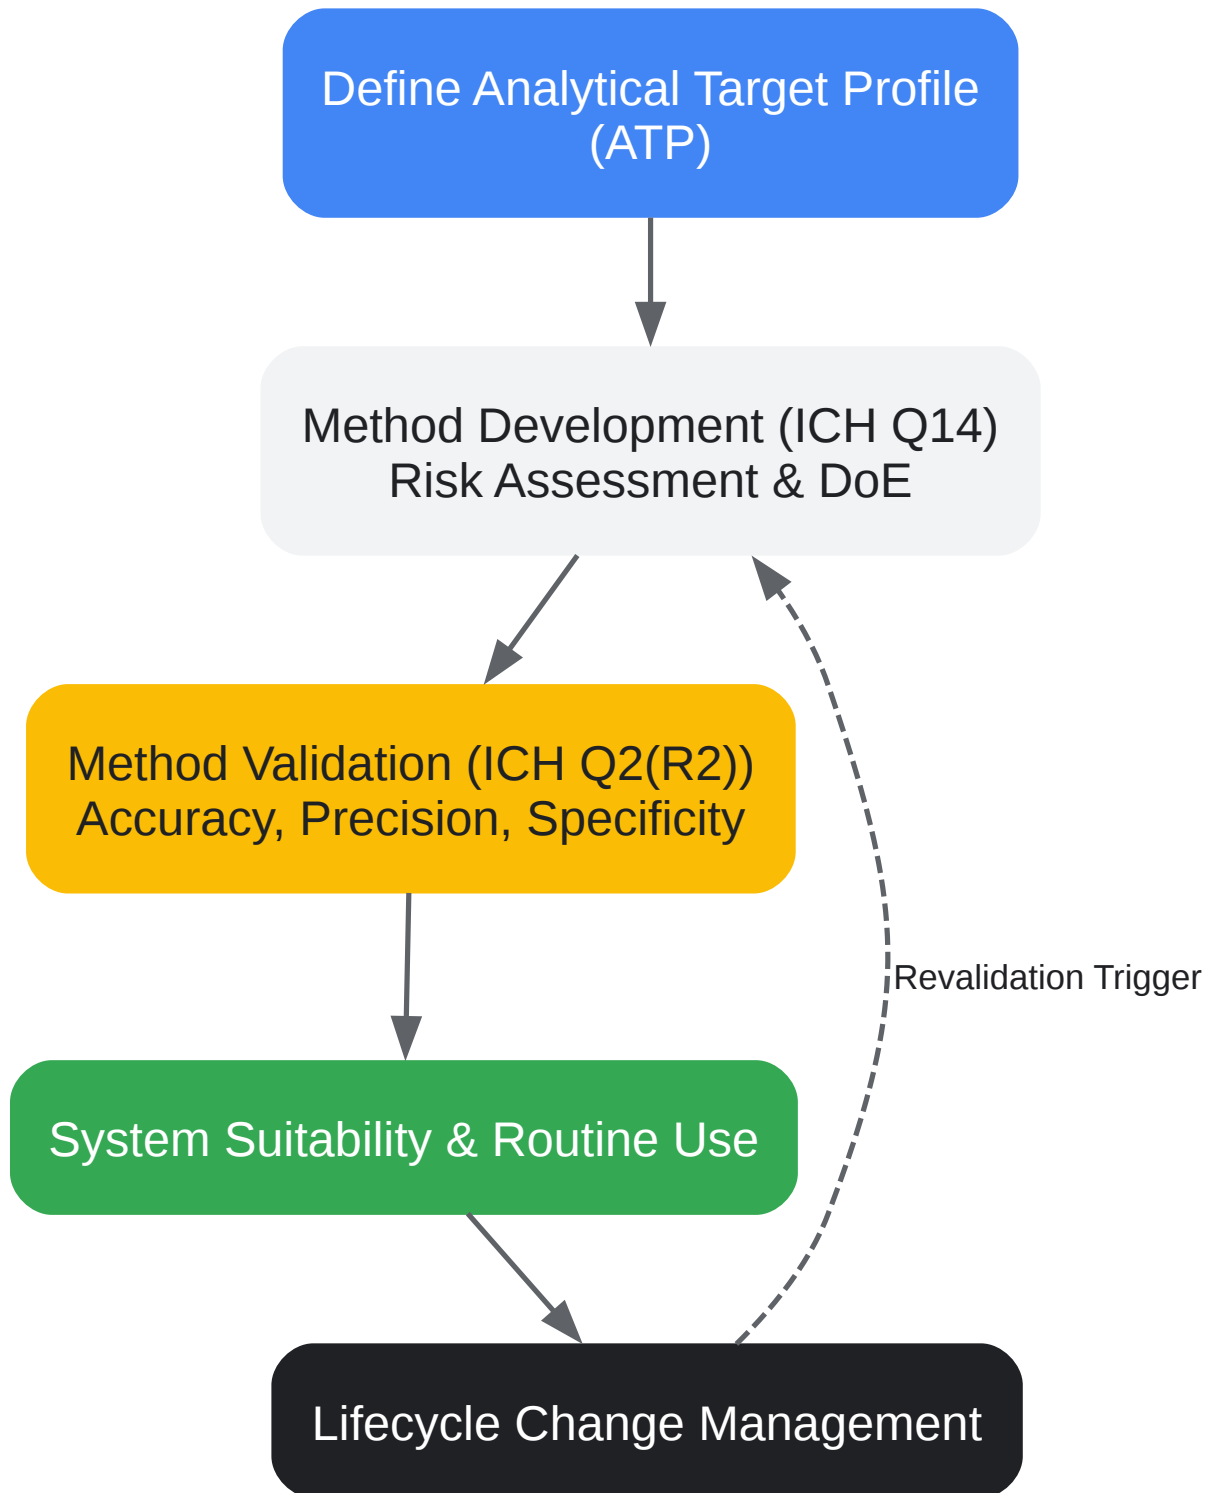 Define Analytical Target Profile
(ATP)
Method Development (ICH Q14)
Risk Assessment & DoE
Method Validation (ICH Q2(R2))
Accuracy, Precision, Specificity
Revalidation Trigger
System Suitability & Routine Use
Lifecycle Change Management